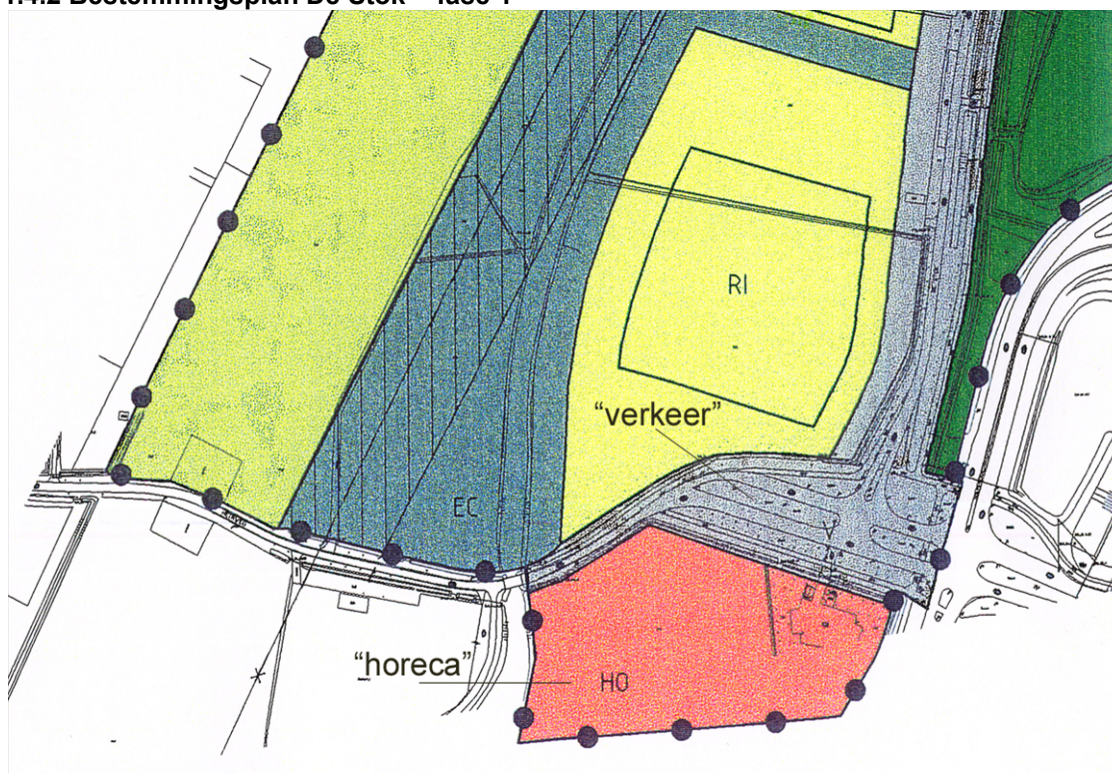 1.4.2 Bestemmingsplan De Stok – fase 1
RI
"verkeer"
EC
V
"horeca"
HO